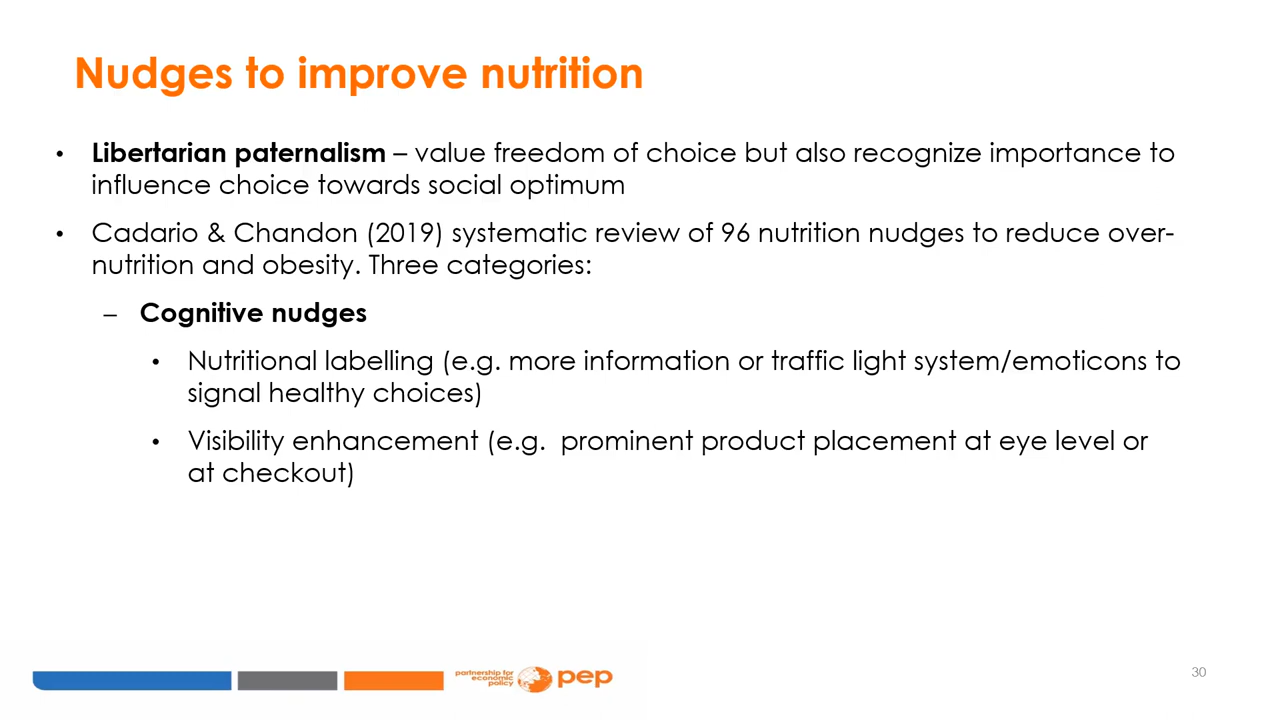 Nudges to improve nutrition
• Libertarian paternalism – value freedom of choice but also recognize importance to
influence choice towards social optimum
• Cadario & Chandon (2019) systematic review of 96 nutrition nudges to reduce over-
nutrition and obesity. Three categories:
– Cognitive nudges
• Nutritional labelling (e.g. more information or traffic light system/emoticons to
signal healthy choices)
• Visibility enhancement (e.g.  prominent product placement at eye level or
at checkout)
partnership for
economic
policy
pep
30